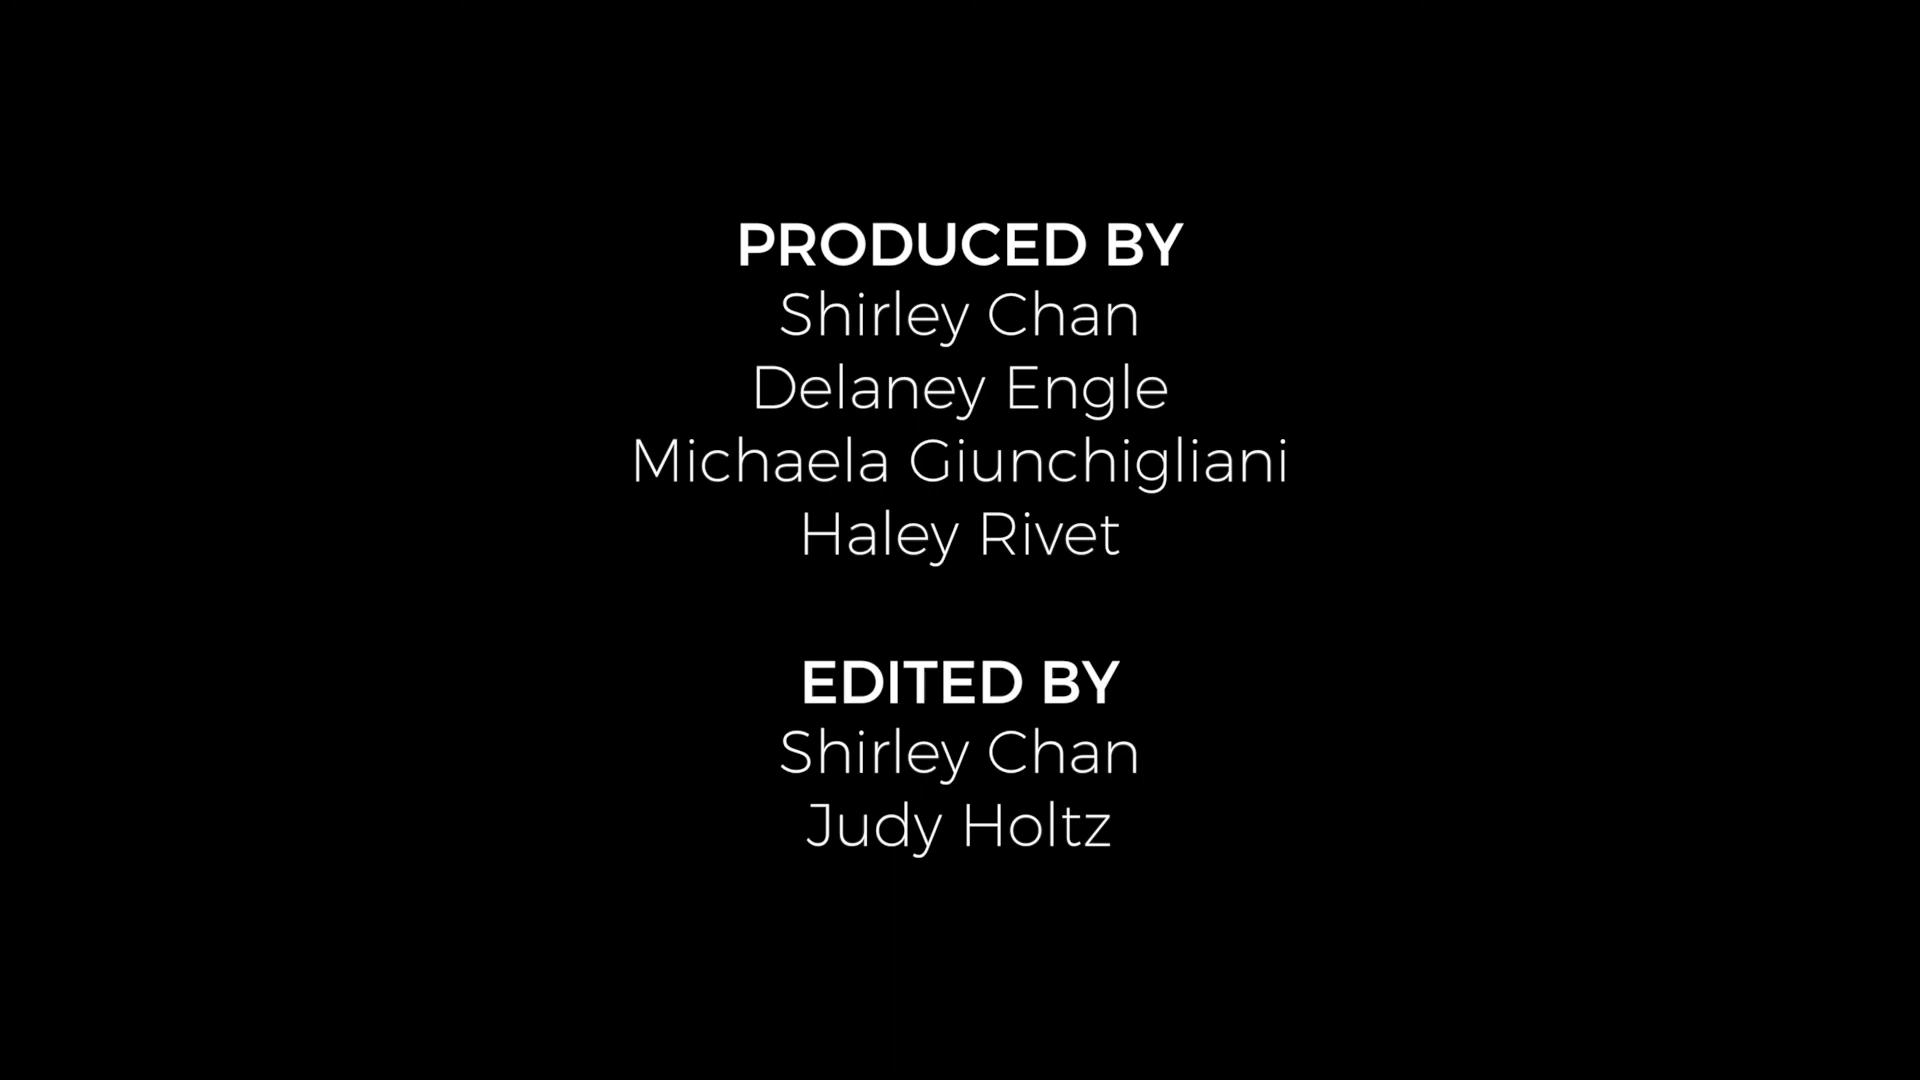 PRODUCED BY
Shirley Chan
Delaney Engle
Michaela Giunchigliani
Haley Rivet
EDITED BY
Shirley Chan
Judy Holtz